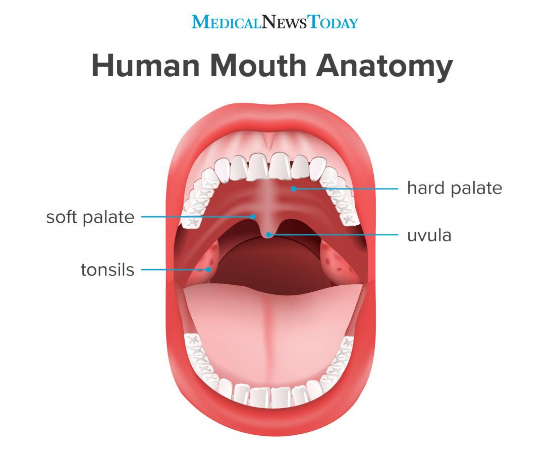 MEDICALNEWSTODAY
Human Mouth Anatomy
hard palate
soft palate
uvula
tonsils